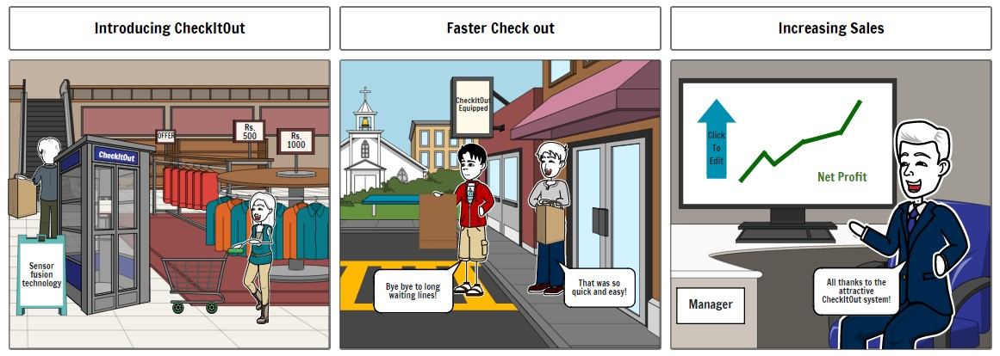 Introducing CheckItOut
Faster Check out
Increasing Sales
CheckItOut
OFFER
Rs.
500
Rs.
1000
Sensor
fusion
technology
CheckItOut
Equipped
Bye bye to long
waiting lines!
That was so
quick and easy!
Click
To
Edit
Net Profit
Manager
All thanks to the
attractive
CheckItOut system!